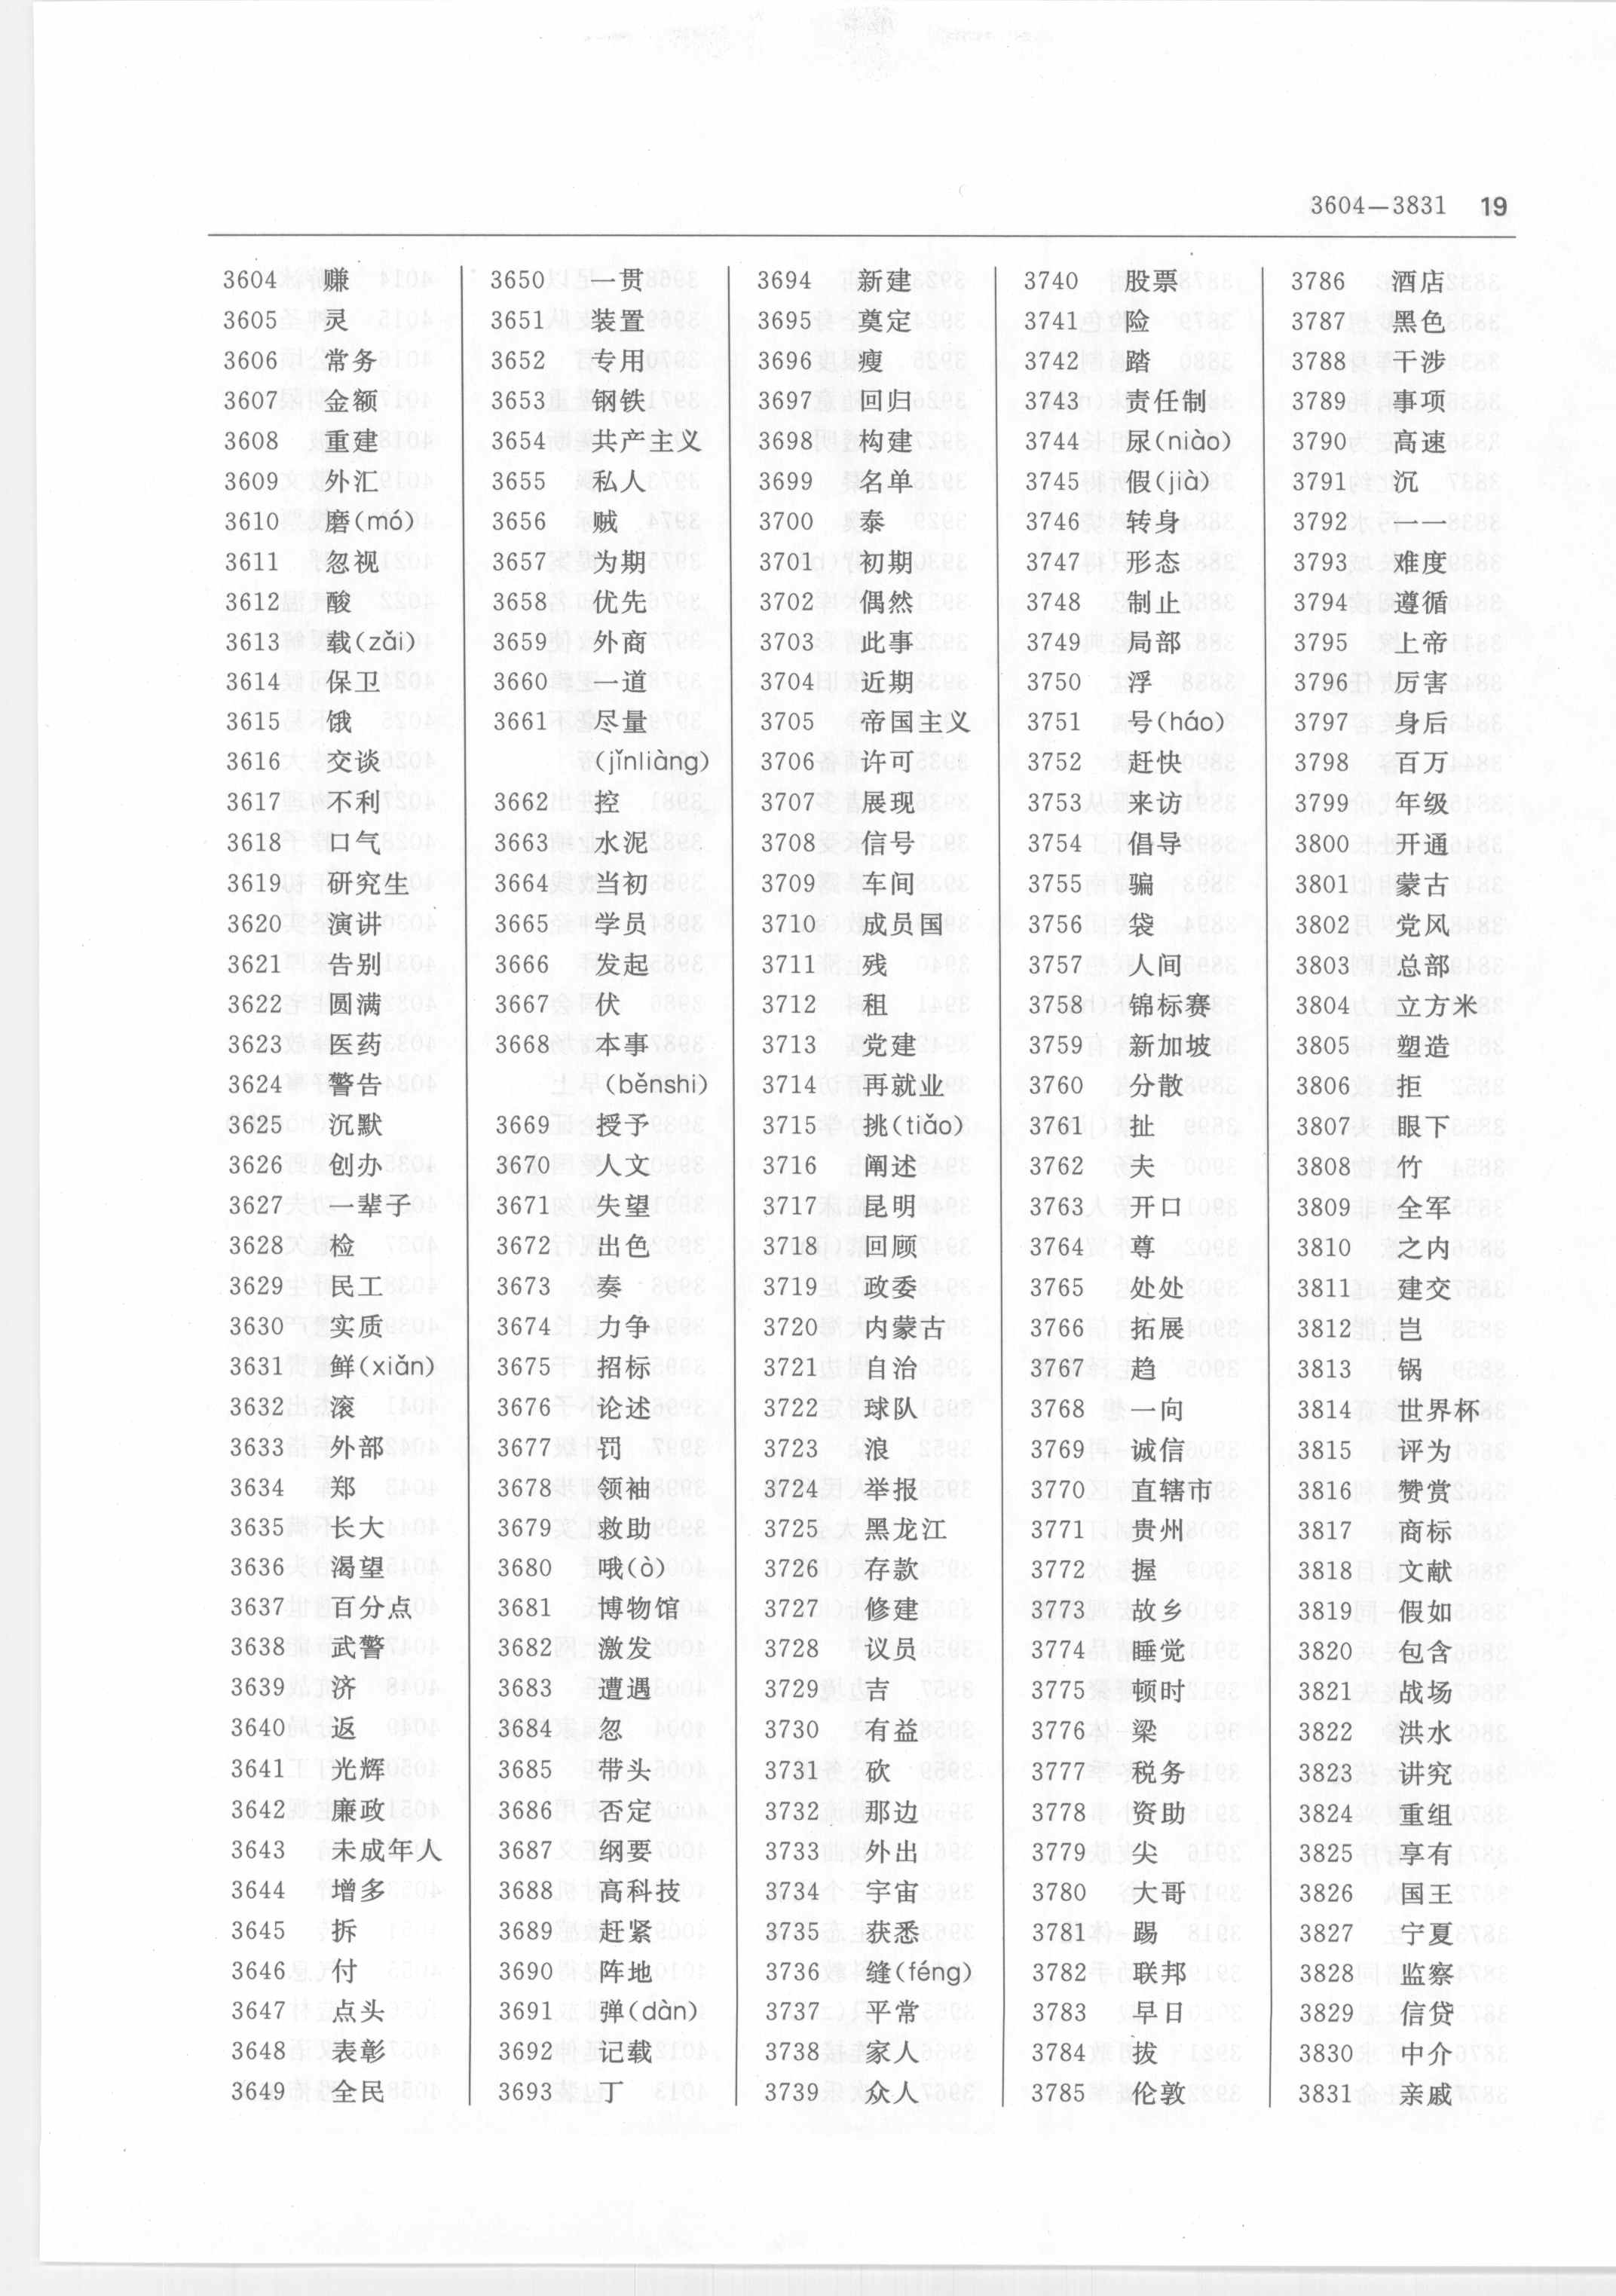 3604—3831 19
3604 赚
3605 灵
3606 常务
3607 金额
3608 重建
3609 外汇
3610 磨(mó)
3611 忽视
3612 酸
3613 载(zǎi)
3614 保卫
3615 饿
3616 交谈
3617 不利
3618 口气
3619 研究生
3620 演讲
3621 告别
3622 圆满
3623 医药
3624 警告
3625 沉默
3626 创办
3627 一辈子
3628 检
3629 民工
3630 实质
3631 鲜(xiǎn)
3632 滚
3633 外部
3634 郑
3635 长大
3636 渴望
3637 百分点
3638 武警
3639 济
3640 返
3641 光辉
3642 廉政
3643 未成年人
3644 增多
3645 拆
3646 付
3647 点头
3648 表彰
3649 全民
3650 一贯
3651 装置
3652 专用
3653 钢铁
3654 共产主义
3655 私人
3656 贼
3657 为期
3658 优先
3659 外商
3660 一道
3661 尽量
(jǐnliàng)
3662 控
3663 水泥
3664 当初
3665 学员
3666 发起
3667 伏
3668 本事
(běnshi)
3669 授予
3670 人文
3671 失望
3672 出色
3673 奏
3674 力争
3675 招标
3676 论述
3677 罚
3678 领袖
3679 救助
3680 哦(ò)
3681 博物馆
3682 激发
3683 遭遇
3684 忽
3685 带头
3686 否定
3687 纲要
3688 高科技
3689 赶紧
3690 阵地
3691 弹(dàn)
3692 记载
3693 丁
3694 新建
3695 奠定
3696 瘦
3697 回归
3698 构建
3699 名单
3700 泰
3701 初期
3702 偶然
3703 此事
3704 近期
3705 帝国主义
3706 许可
3707 展现
3708 信号
3709 车间
3710 成员国
3711 残
3712 租
3713 党建
3714 再就业
3715 挑(tiǎo)
3716 阐述
3717 昆明
3718 回顾
3719 政委
3720 内蒙古
3721 自治
3722 球队
3723 浪
3724 举报
3725 黑龙江
3726 存款
3727 修建
3728 议员
3729 吉
3730 有益
3731 砍
3732 那边
3733 外出
3734 宇宙
3735 获悉
3736 缝(féng)
3737 平常
3738 家人
3739 众人
3740 股票
3741 险
3742 踏
3743 责任制
3744 尿(niào)
3745 假(jià)
3746 转身
3747 形态
3748 制止
3749 局部
3750 浮
3751 号(háo)
3752 赶快
3753 来访
3754 倡导
3755 骗
3756 袋
3757 人间
3758 锦标赛
3759 新加坡
3760 分散
3761 扯
3762 夫
3763 开口
3764 尊
3765 处处
3766 拓展
3767 趋
3768 一向
3769 诚信
3770 直辖市
3771 贵州
3772 握
3773 故乡
3774 睡觉
3775 顿时
3776 梁
3777 税务
3778 资助
3779 尖
3780 大哥
3781 踢
3782 联邦
3783 早日
3784 拔
3785 伦敦
3786 酒店
3787 黑色
3788 干涉
3789 事项
3790 高速
3791 沉
3792 一一
3793 难度
3794 遵循
3795 上帝
3796 厉害
3797 身后
3798 百万
3799 年级
3800 开通
3801 蒙古
3802 党风
3803 总部
3804 立方米
3805 塑造
3806 拒
3807 眼下
3808 竹
3809 全军
3810 之内
3811 建交
3812 岂
3813 锅
3814 世界杯
3815 评为
3816 赞赏
3817 商标
3818 文献
3819 假如
3820 包含
3821 战场
3822 洪水
3823 讲究
3824 重组
3825 享有
3826 国王
3827 宁夏
3828 监察
3829 信贷
3830 中介
3831 亲戚